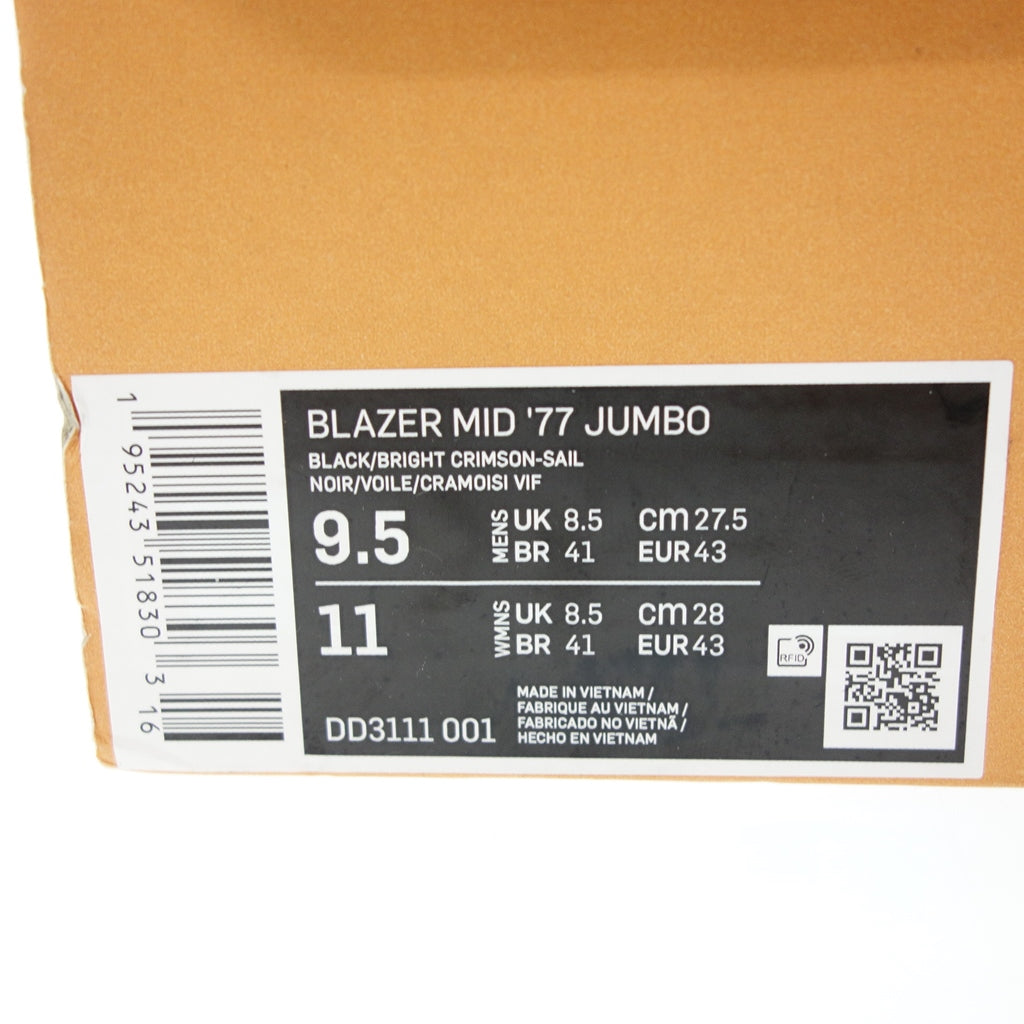 BLAZER MID '77 JUMBO
BLACK/BRIGHT CRIMSON-SAIL
NOIR/VOILE/CRAMOISI VIF
9.5 MENS UK 8.5 cm 27.5
BR 41 EUR 43
11 WMNS UK 8.5 cm 28
BR 41 EUR 43
RFID
DD3111 001
MADE IN VIETNAM /
FABRIQUE AU VIETNAM /
FABRICADO NO VIETNÃ /
HECHO EN VIETNAM
1 95243 51830 3 16